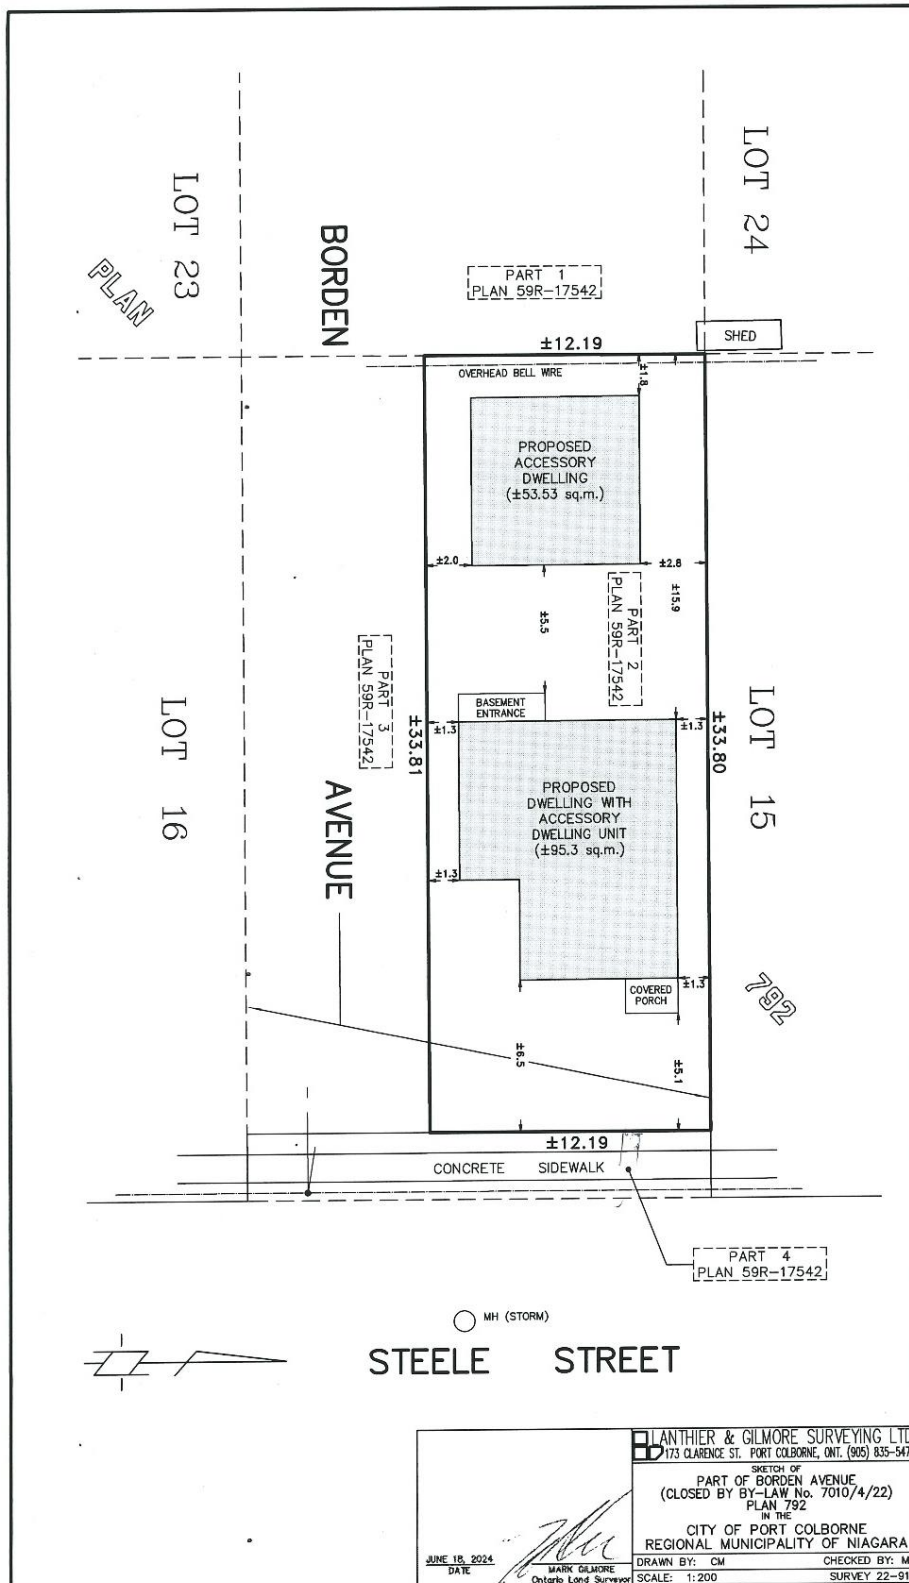 LOT 24
LOT 23
PLAN
BORDEN
PART 1
PLAN 59R-17542
SHED
±12.19
OVERHEAD BELL WIRE
±1.8
PROPOSED
ACCESSORY
DWELLING
(±53.53 sq.m.)
±2.0
±2.8
±15.9
±5.5
PART 2
PLAN 59R-17542
PART 3
PLAN 59R-17542
BASEMENT
ENTRANCE
±1.3
±1.3
±33.81
±33.80
LOT 16
LOT 15
AVENUE
PROPOSED
DWELLING WITH
ACCESSORY
DWELLING UNIT
(±95.3 sq.m.)
±1.3
±1.3
COVERED
PORCH
792
±6.5
±5.1
±12.19
CONCRETE SIDEWALK
PART 4
PLAN 59R-17542
MH (STORM)
STEELE STREET
LANTHIER & GILMORE SURVEYING LTD
173 CLARENCE ST. PORT COLBORNE, ONT. (905) 835-547
SKETCH OF
PART OF BORDEN AVENUE
(CLOSED BY BY-LAW No. 7010/4/22)
PLAN 792
IN THE
CITY OF PORT COLBORNE
REGIONAL MUNICIPALITY OF NIAGARA
JUNE 18, 2024
DATE
MARK GILMORE
Ontario Land Surveyor
DRAWN BY: CM CHECKED BY: M
SCALE: 1:200 SURVEY 22-91